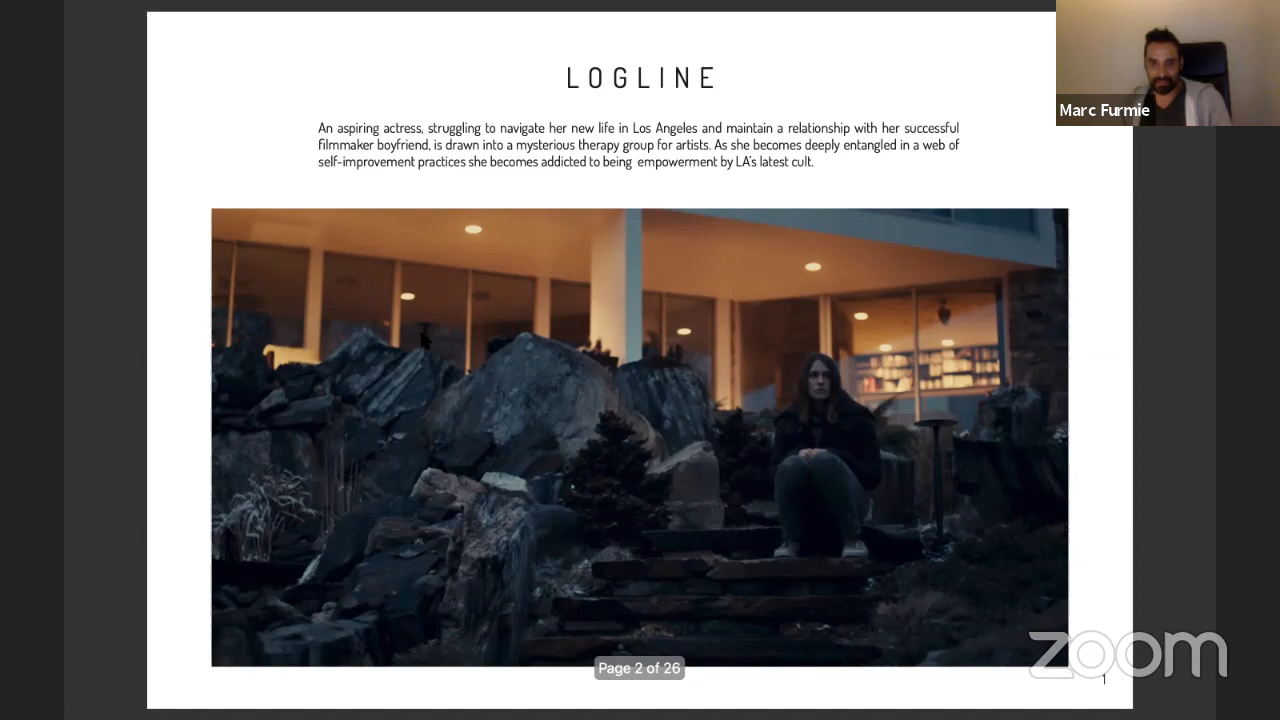 LOGLINE
Marc Furmie
An aspiring actress, struggling to navigate her new life in Los Angeles and maintain a relationship with her successful
filmmaker boyfriend, is drawn into a mysterious therapy group for artists. As she becomes deeply entangled in a web of
self-improvement practices she becomes addicted to being empowerment by LA's latest cult.
zoom
Page 2 of 26
1